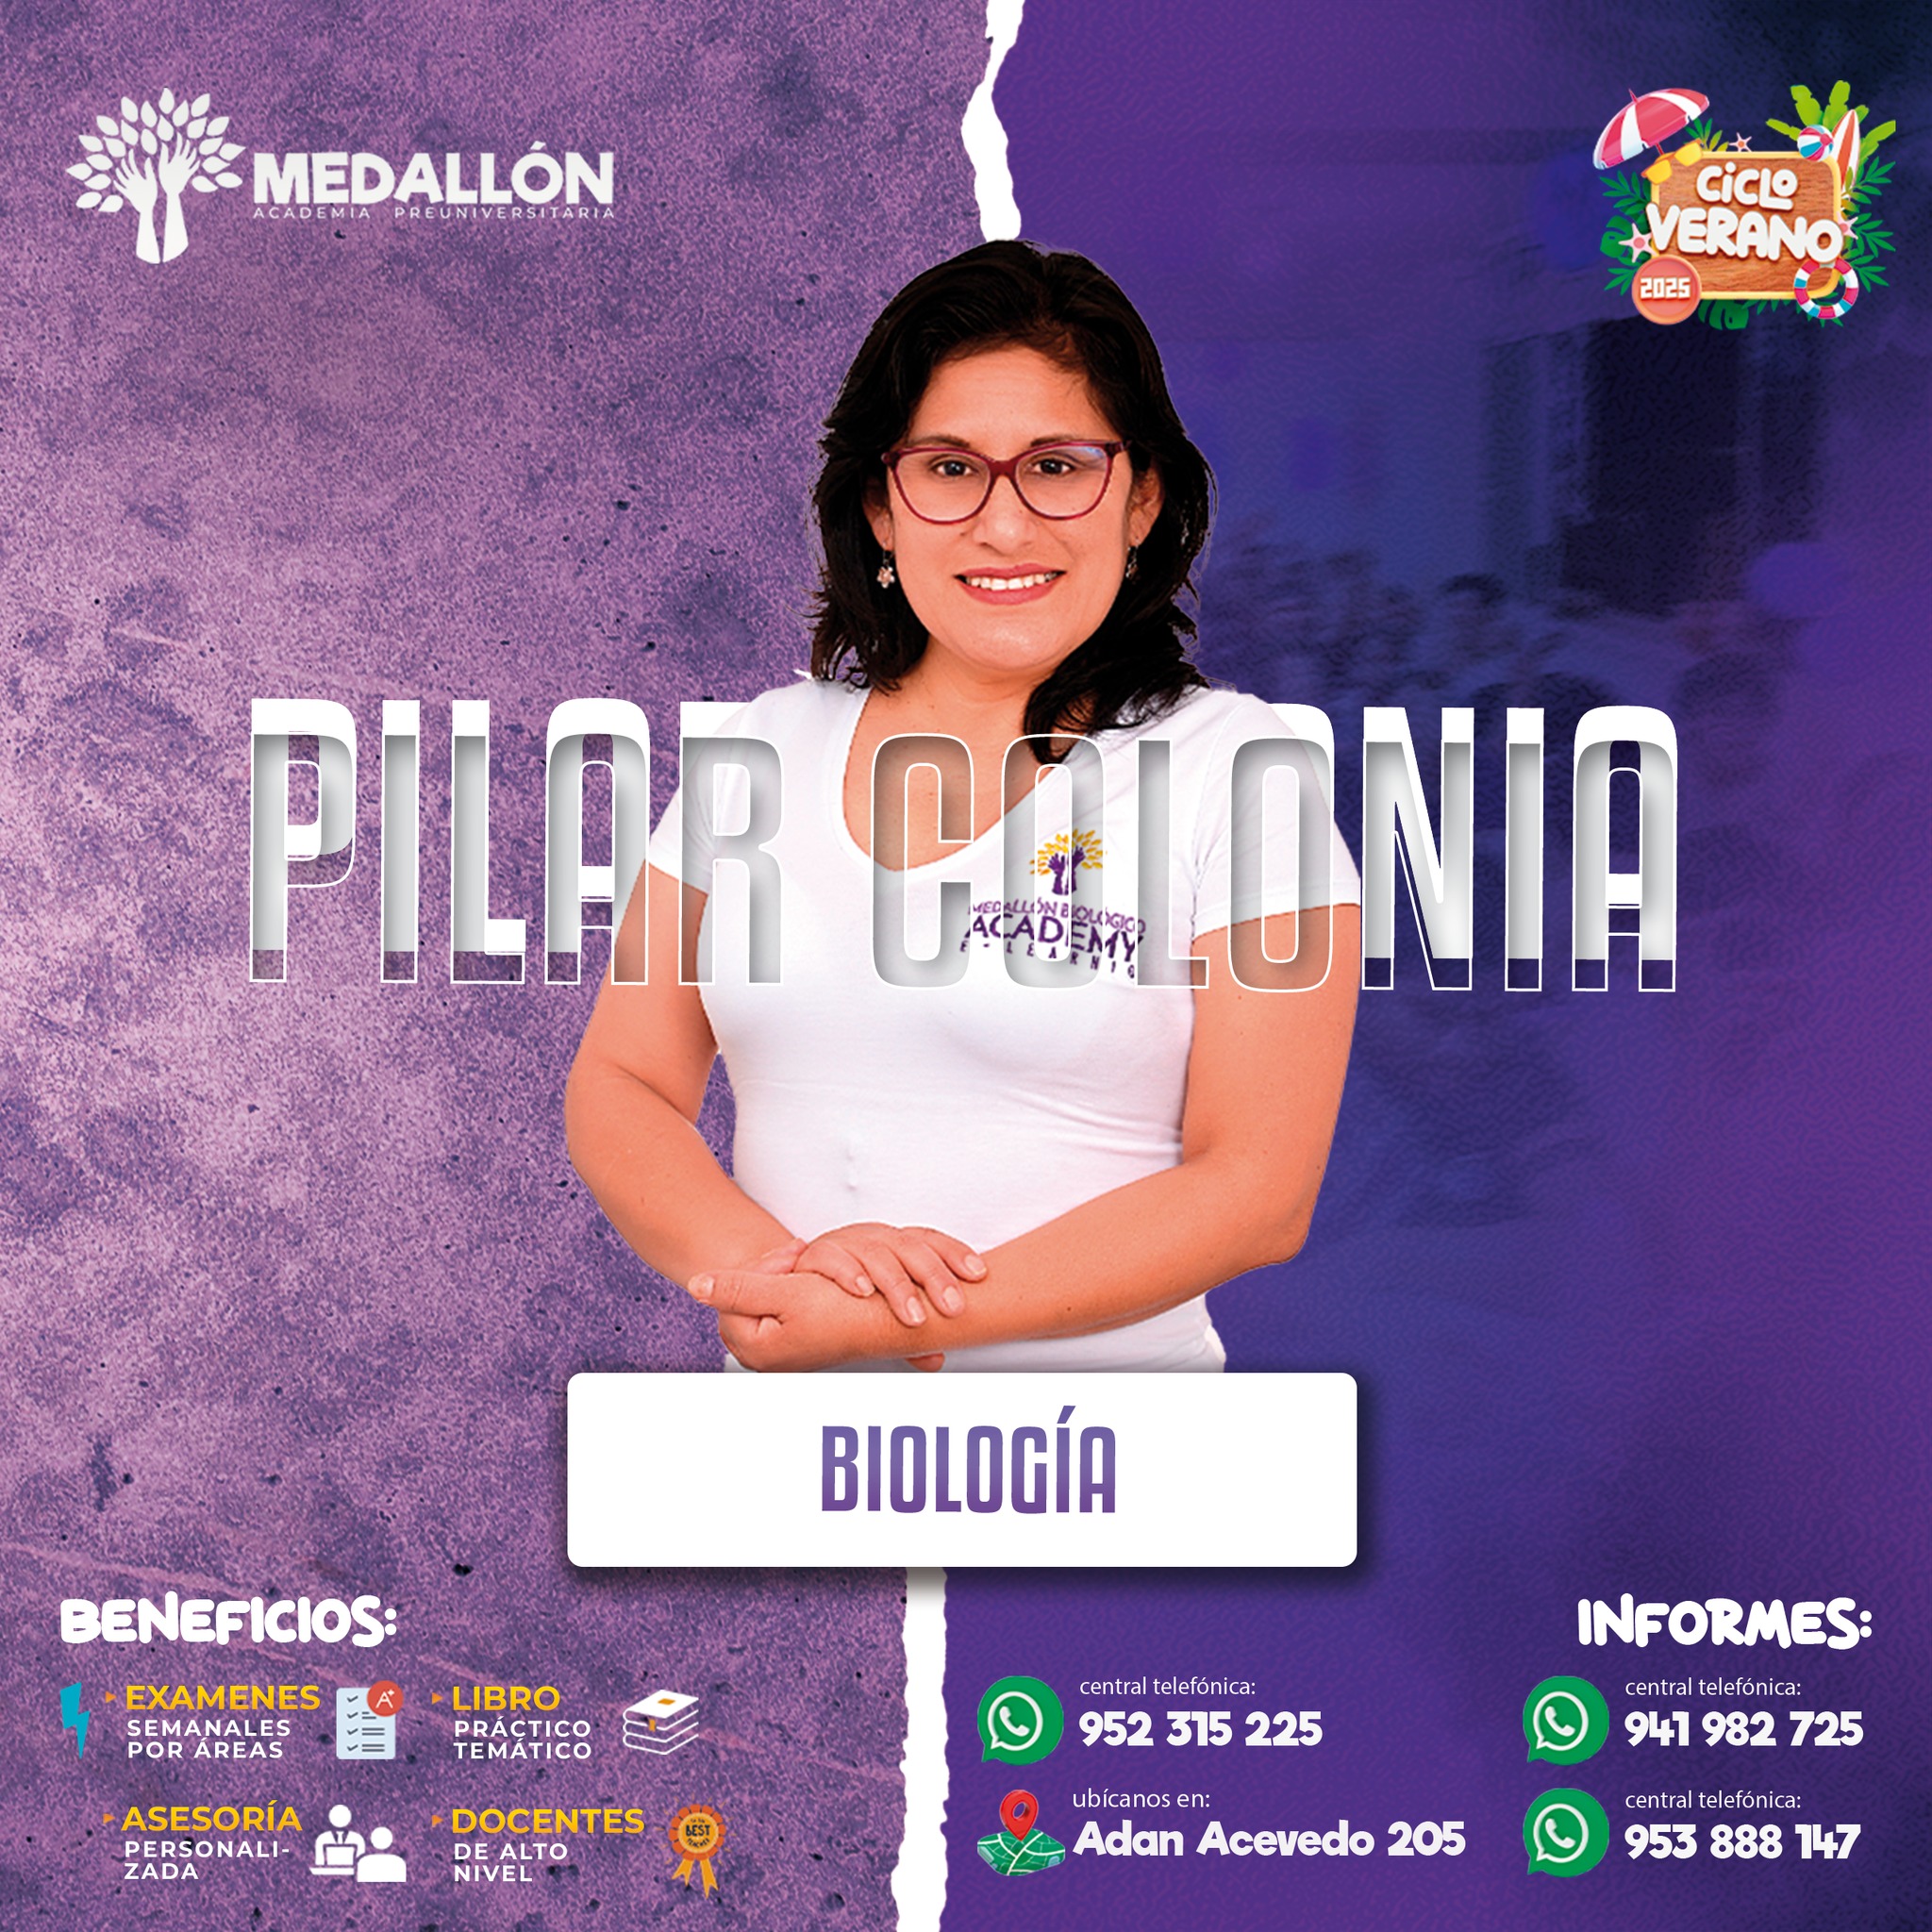 MEDALLÓN
ACADEMIA PREUNIVERSITARIA
CICLO
VERANO
2025
PILAR COLONIA
MEDALLÓN BIOLÓGICO
ACADEMY
E-LEARNIG
BIOLOGÍA
BENEFICIOS:
EXAMENES
SEMANALES
POR ÁREAS
A+
LIBRO
PRÁCTICO
TEMÁTICO
ASESORÍA
PERSONALI-
ZADA
DOCENTES
DE ALTO
NIVEL
BEST
TEACHER
INFORMES:
central telefónica:
952 315 225
central telefónica:
941 982 725
ubícanos en:
Adan Acevedo 205
central telefónica:
953 888 147